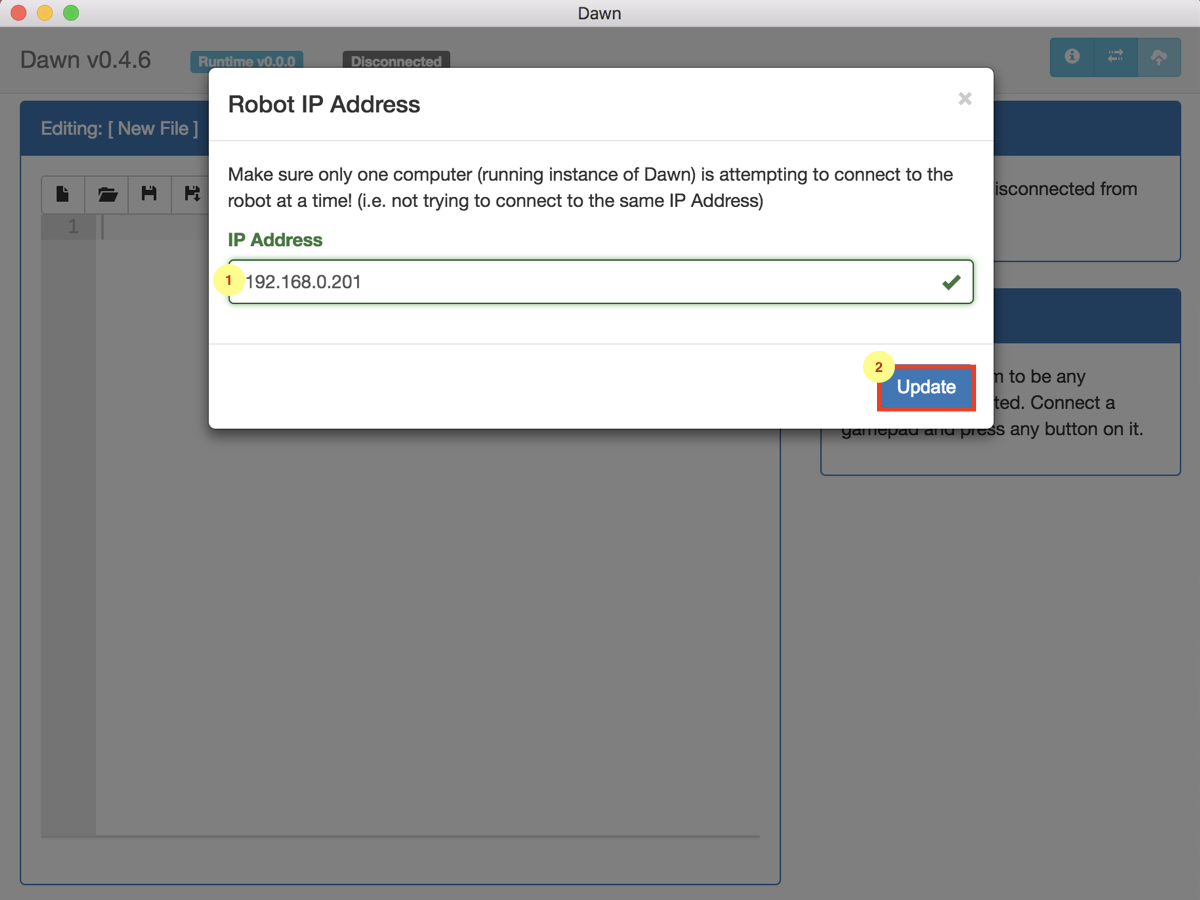 Dawn
Dawn v0.4.6
Runtime v0.0.0
Disconnected
Editing: [ New File ]
1
Robot IP Address
×
Make sure only one computer (running instance of Dawn) is attempting to connect to the
robot at a time! (i.e. not trying to connect to the same IP Address)
IP Address
1
192.168.0.201
2
Update
isconnected from
m to be any
ted. Connect a
gamepad and press any button on it.